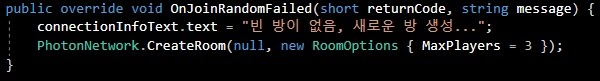 public override void OnJoinRandomFailed(short returnCode, string message) {
connectionInfoText.text = "빈 방이 없음, 새로운 방 생성...";
PhotonNetwork.CreateRoom(null, new RoomOptions { MaxPlayers = 3 });
}